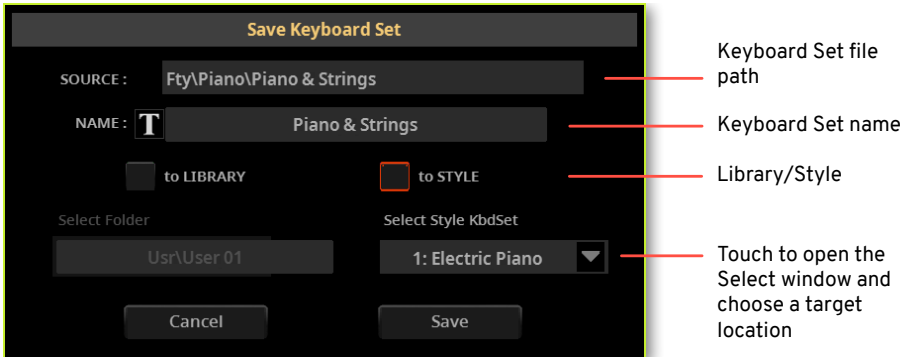 Save Keyboard Set
SOURCE :
Fty\Piano\Piano & Strings
Keyboard Set file
path
NAME :
T
Piano & Strings
Keyboard Set name
to LIBRARY
to STYLE
Library/Style
Select Folder
Select Style KbdSet
Usr\User 01
1: Electric Piano
Touch to open the
Select window and
choose a target
location
Cancel
Save